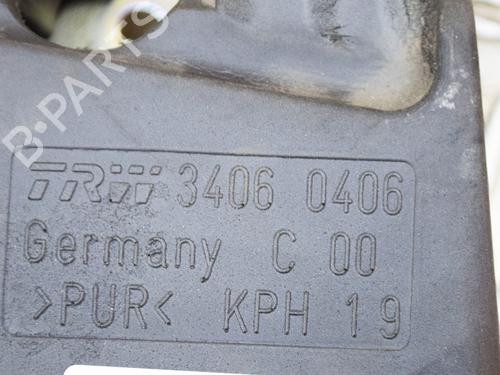 B-PARTS
TRW 3406 0406
Germany C 00
>PUR< KPH 19